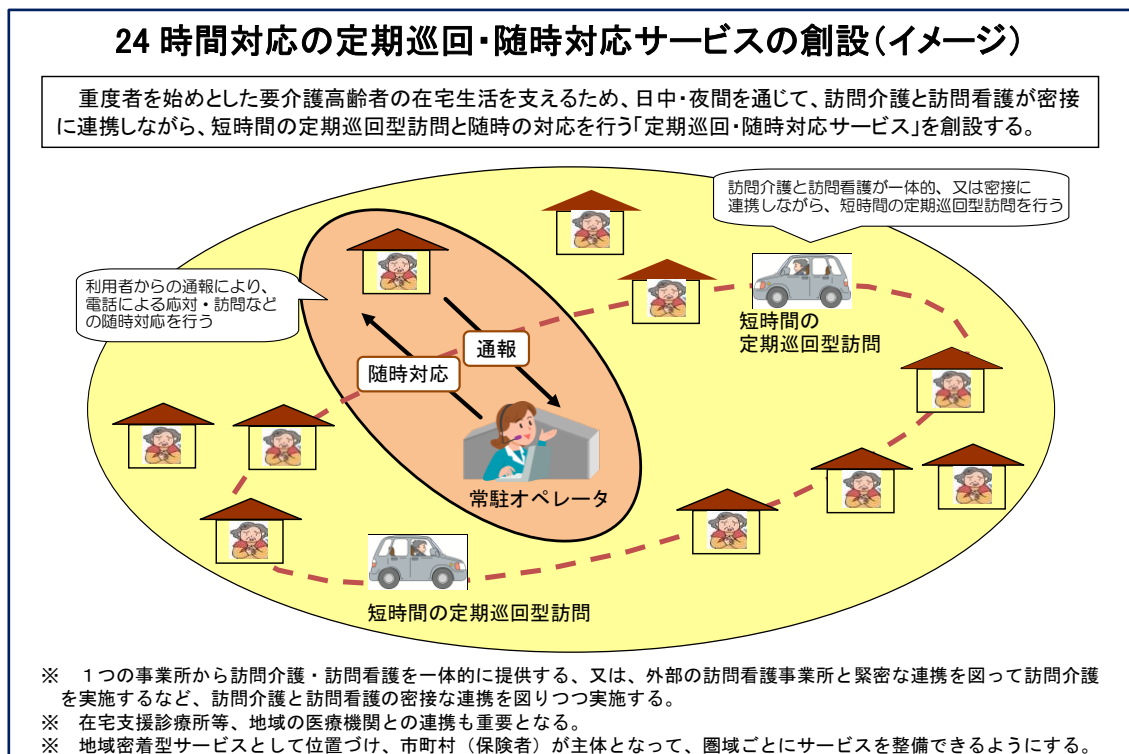 24時間対応の定期巡回・随時対応サービスの創設(イメージ)
重度者を始めとした要介護高齢者の在宅生活を支えるため、日中・夜間を通じて、訪問介護と訪問看護が密接
に連携しながら、短時間の定期巡回型訪問と随時の対応を行う「定期巡回・随時対応サービス」を創設する。
訪問介護と訪問看護が一体的、又は密接に
連携しながら、短時間の定期巡回型訪問を行う
利用者からの通報により、
電話による応対・訪問など
の随時対応を行う
短時間の
定期巡回型訪問
通報
随時対応
常駐オペレータ
短時間の定期巡回型訪問
※ 1つの事業所から訪問介護・訪問看護を一体的に提供する、又は、外部の訪問看護事業所と緊密な連携を図って訪問介護
を実施するなど、訪問介護と訪問看護の密接な連携を図りつつ実施する。
※ 在宅支援診療所等、地域の医療機関との連携も重要となる。
※ 地域密着型サービスとして位置づけ、市町村（保険者）が主体となって、圏域ごとにサービスを整備できるようにする。